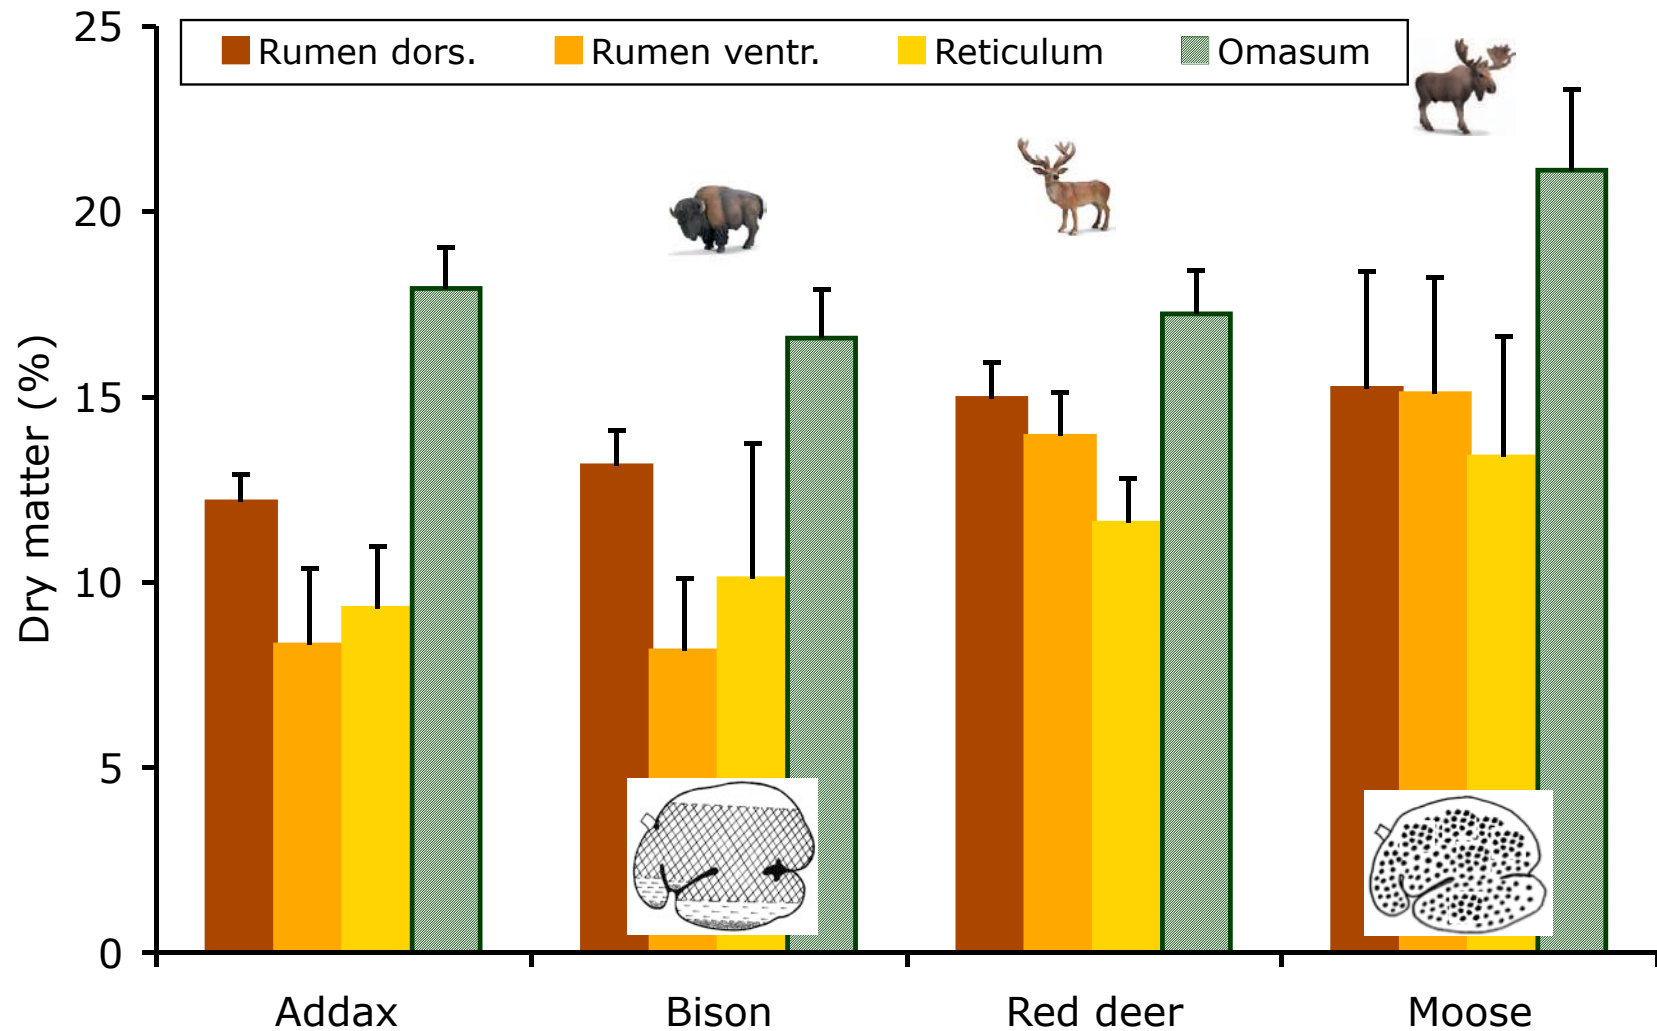 25
Rumen dors. Rumen ventr. Reticulum Omasum
20
15
10
5
0
Dry matter (%)
Addax Bison Red deer Moose